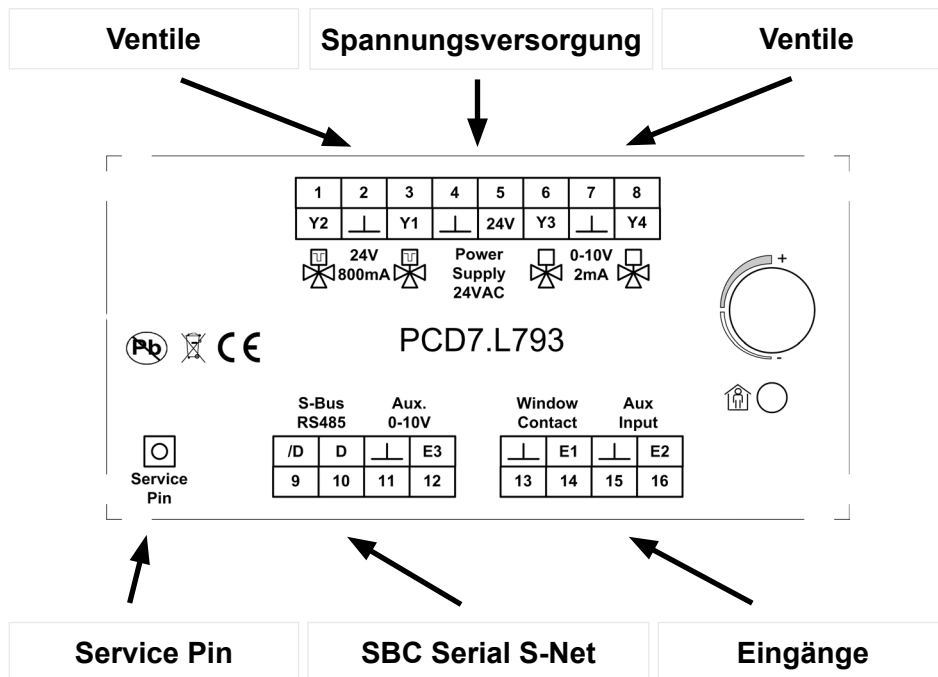 Ventile
Spannungsversorgung
Ventile
1 2 3 4 5 6 7 8
Y2 Y1 24V Y3 Y4
24V
800mA
Power
Supply
24VAC
0-10V
2mA
+
-
Pb
CE
PCD7.L793
S-Bus
RS485
Aux.
0-10V
Window
Contact
Aux
Input
/D D E3
9 10 11 12
E1 E2
13 14 15 16
Service
Pin
Service Pin
SBC Serial S-Net
Eingänge